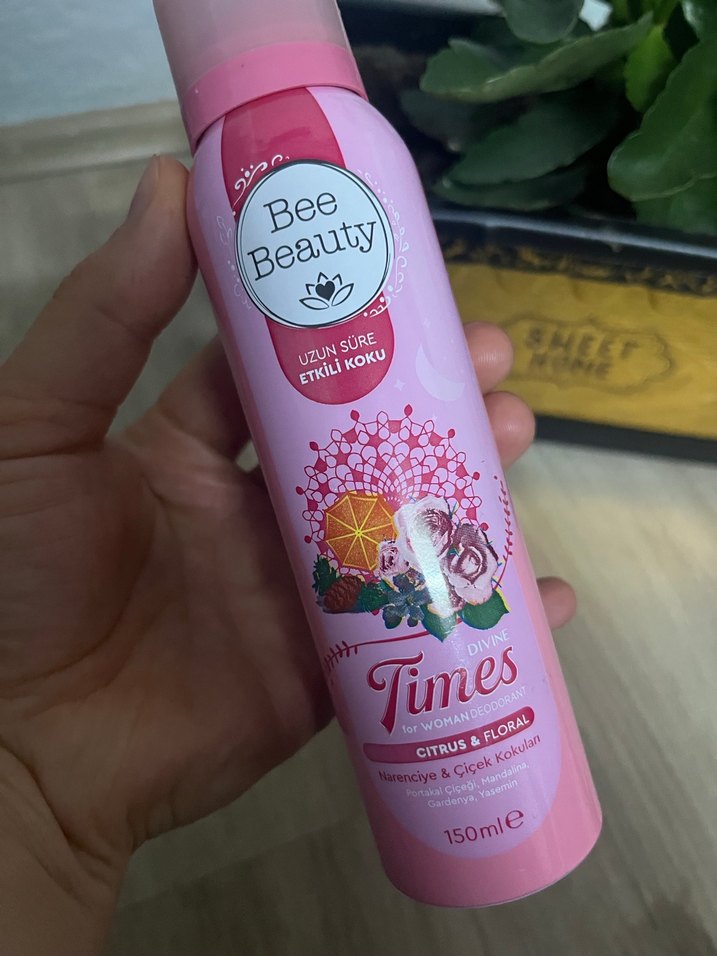 Bee
Beauty
UZUN SÜRE
ETKİLİ KOKU
SWEET
HOME
DIVINE
Times
for WOMAN DEODORANT
CITRUS & FLORAL
Narenciye & Çiçek Kokuları
Portakal Çiçeği, Mandalina,
Gardenya, Yasemin
150ml e